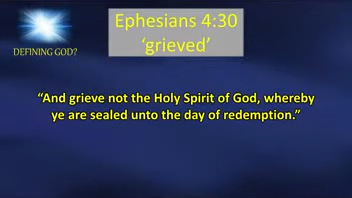 Ephesians 4:30
‘grieved’
DEFINING GOD?
“And grieve not the Holy Spirit of God, whereby
ye are sealed unto the day of redemption.”